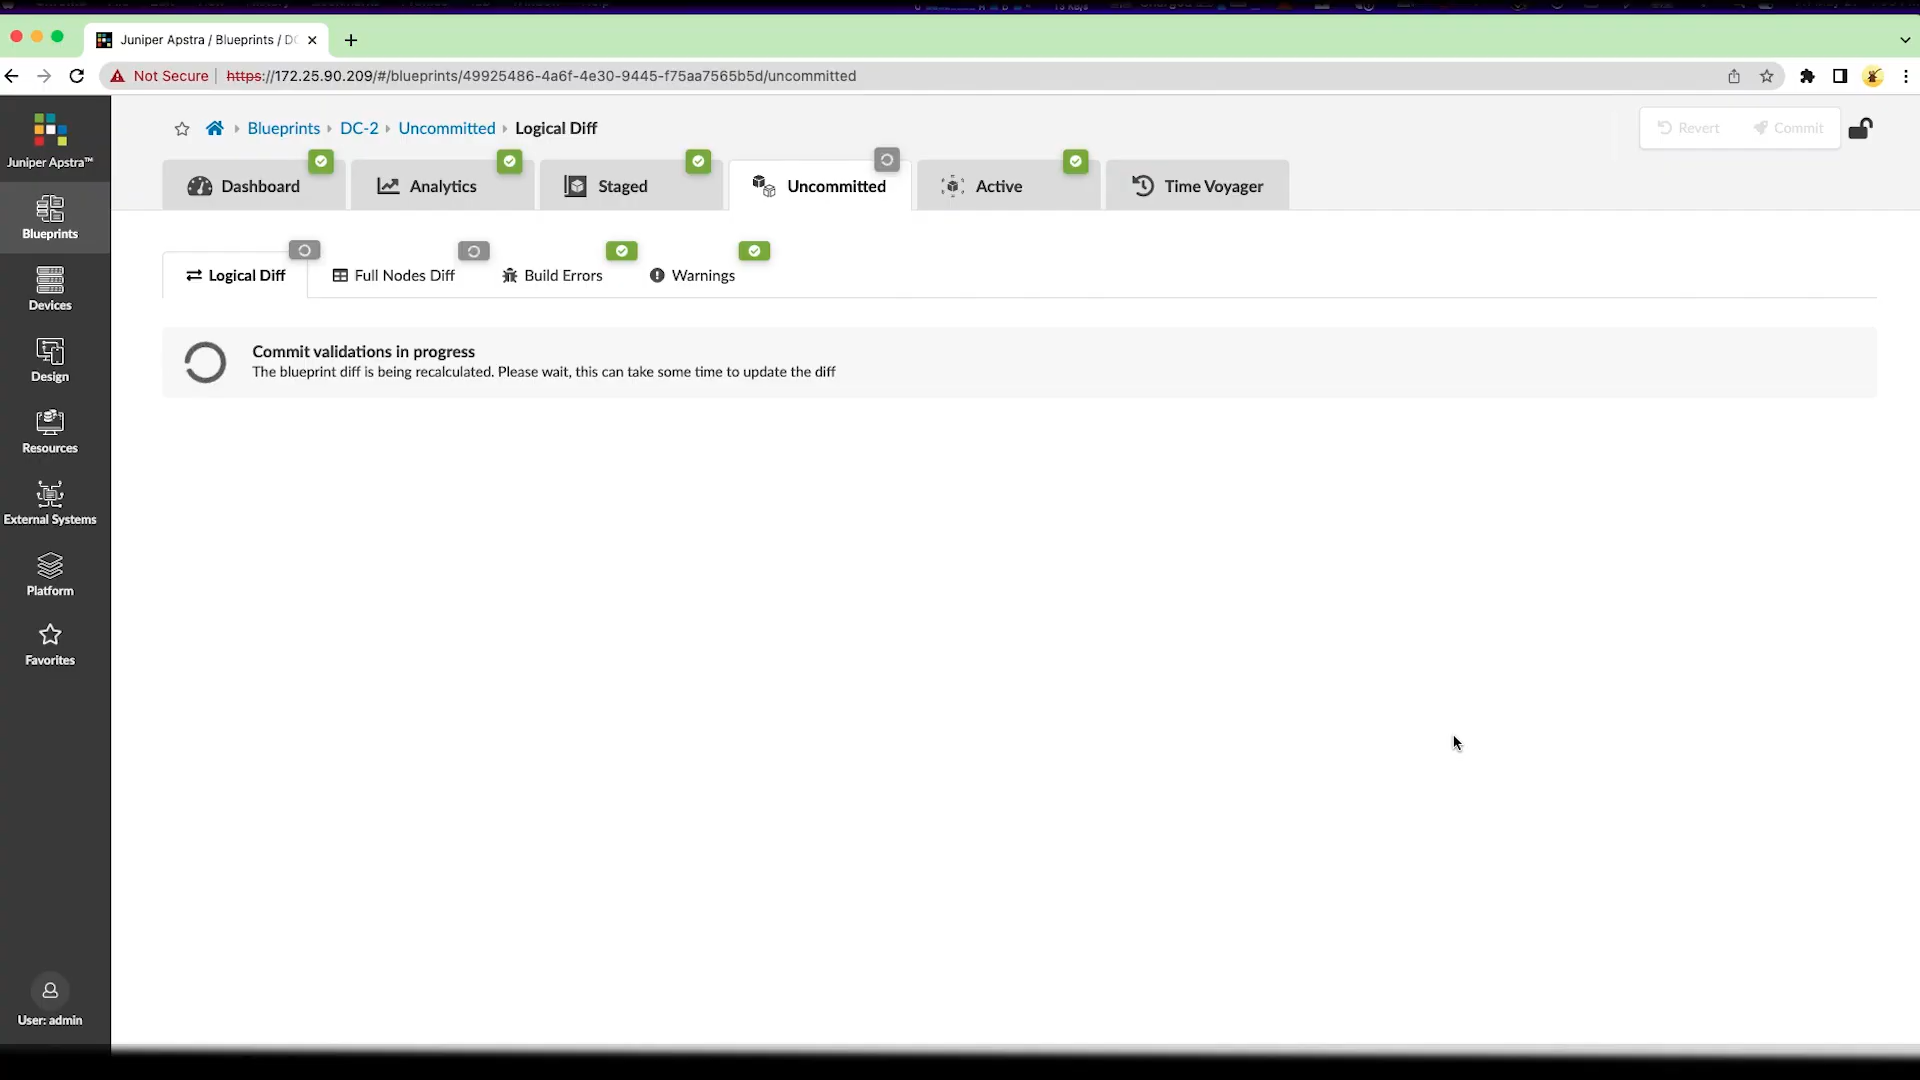 Juniper Apstra / Blueprints / DC
Not Secure
https://172.25.90.209/#/blueprints/49925486-4a6f-4e30-9445-f75aa7565b5d/uncommitted
Juniper Apstra™
Blueprints
Devices
Design
Resources
External Systems
Platform
Favorites
User: admin
Blueprints DC-2 Uncommitted Logical Diff
Revert Commit
Dashboard Analytics Staged Uncommitted Active Time Voyager
Logical Diff Full Nodes Diff Build Errors Warnings
Commit validations in progress
The blueprint diff is being recalculated. Please wait, this can take some time to update the diff